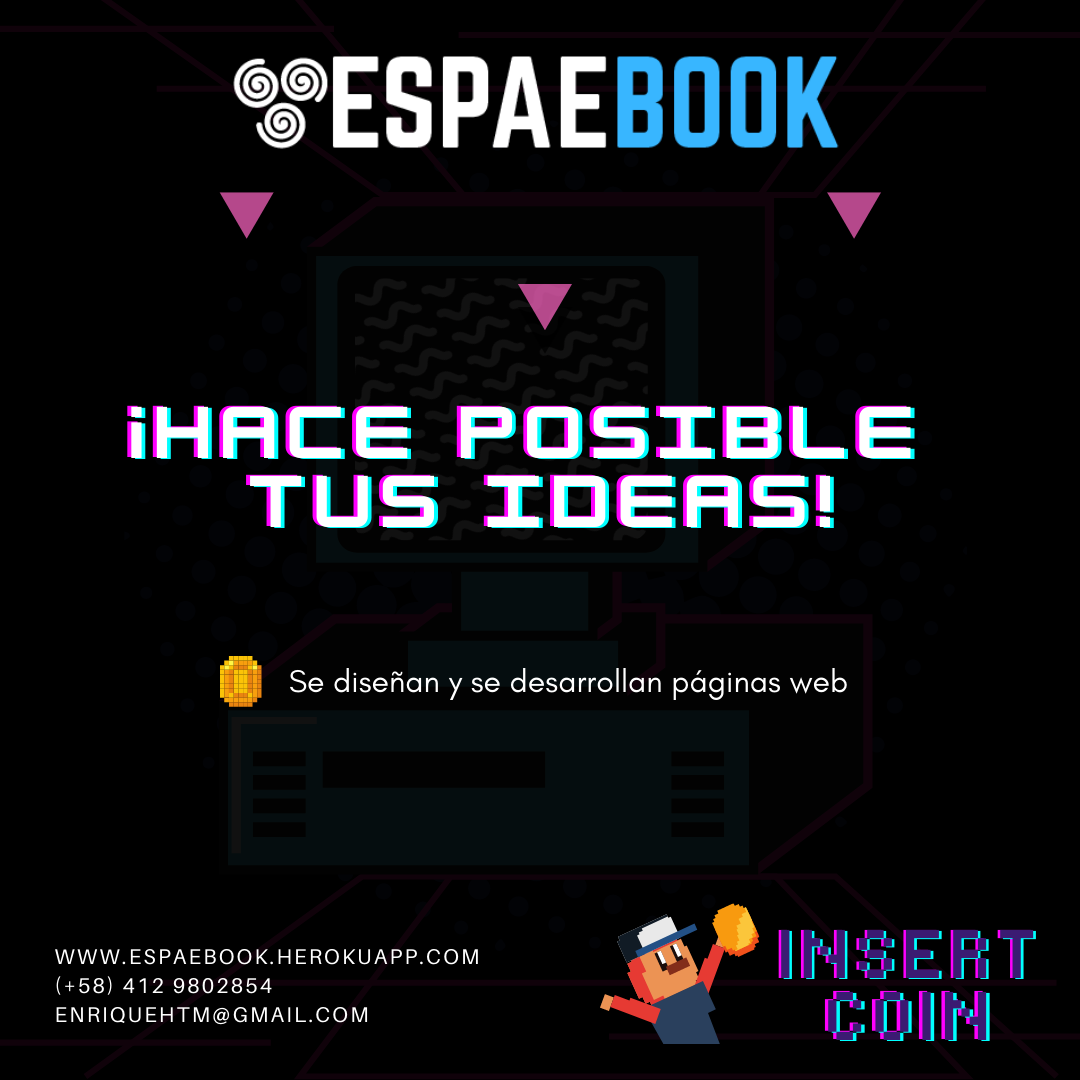 ESPAEBOOK
¡HACE POSIBLE
TUS IDEAS!
Se diseñan y se desarrollan páginas web
WWW.ESPAEBOOK.HEROKUAPP.COM
(+58) 412 9802854
ENRIQUEHTM@GMAIL.COM
INSERT
COIN